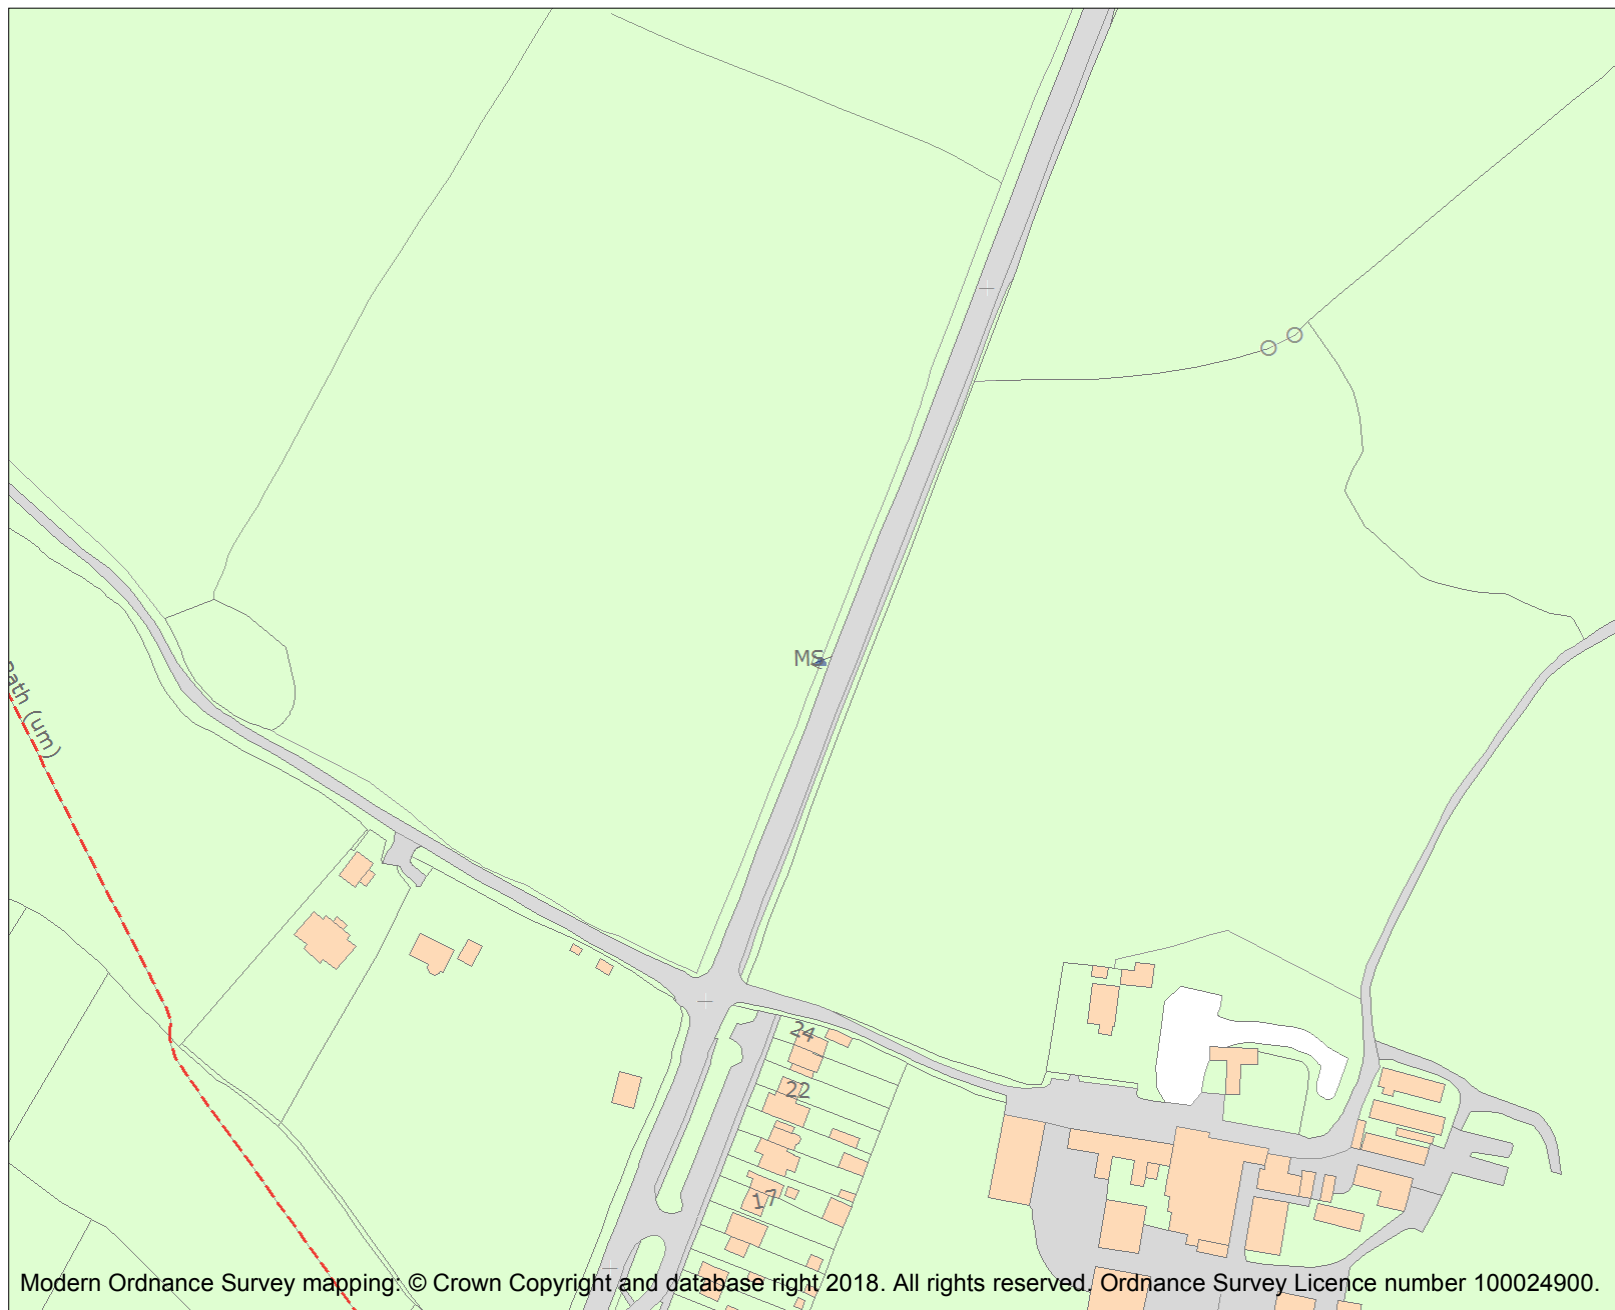 MS
Path (um)
24
22
17
Modern Ordnance Survey mapping: © Crown Copyright and database right 2018. All rights reserved. Ordnance Survey Licence number 100024900.